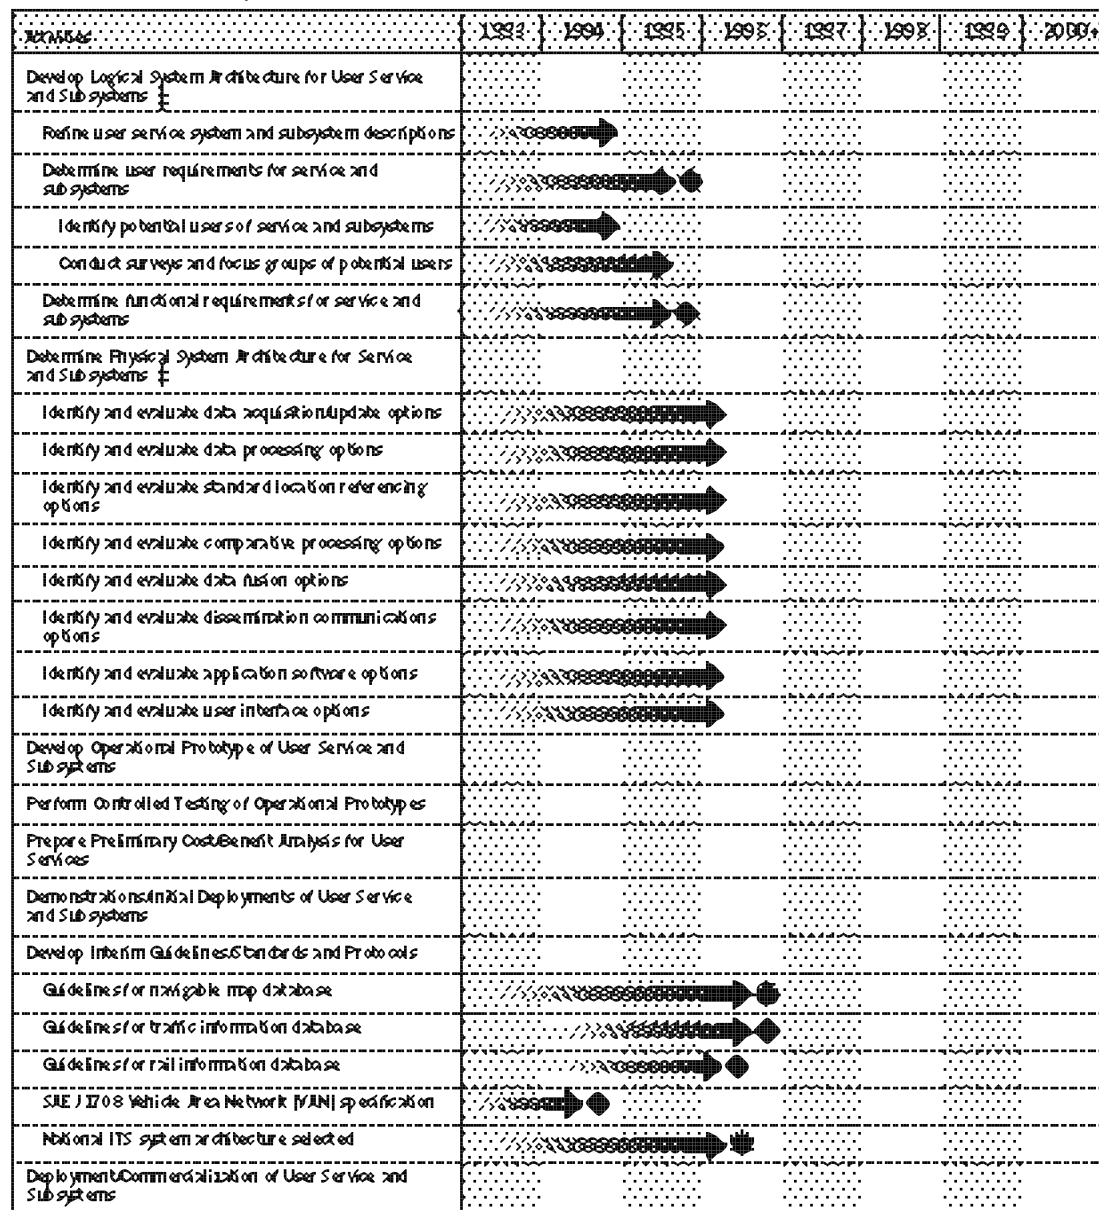 Activities 1993 1994 1995 1996 1997 1998 1999 2000+
Develop Logical System Architecture for User Service
and Subsystems ‡
Refine user service system and subsystem descriptions
Determine user requirements for service and
subsystems
Identify potential users of service and subsystems
Conduct surveys and focus groups of potential users
Determine functional requirements for service and
subsystems
Determine Physical System Architecture for Service
and Subsystems ‡
Identify and evaluate data acquisition/update options
Identify and evaluate data processing options
Identify and evaluate standard location referencing
options
Identify and evaluate comparative processing options
Identify and evaluate data fusion options
Identify and evaluate dissemination communications
options
Identify and evaluate application software options
Identify and evaluate user interface options
Develop Operational Prototype of User Service and
Subsystems
Perform Controlled Testing of Operational Prototypes
Prepare Preliminary Cost/Benefit Analysis for User
Services
Demonstrations/Initial Deployments of User Service
and Subsystems
Develop Interim Guidelines/Standards and Protocols
Guidelines for navigable map database
Guidelines for traffic information database
Guidelines for rail information database
SAE J1708 Vehicle Area Network [VAN] specification
National ITS system architecture selected
Deployment/Commercialization of User Service and
Subsystems